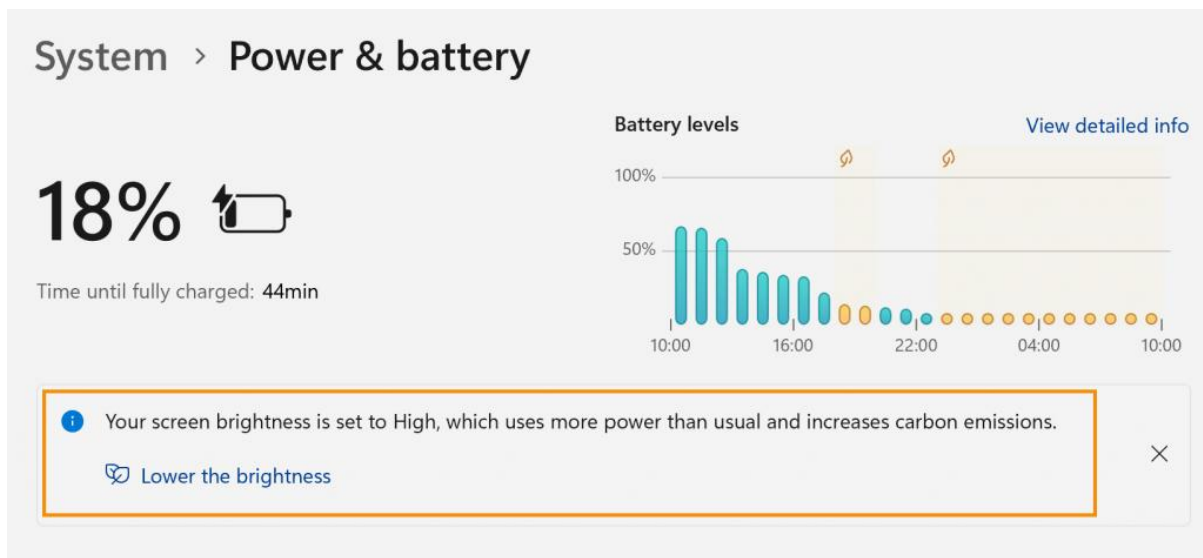 System > Power & battery
Battery levels
View detailed info
100%
18%
50%
Time until fully charged: 44min
10:00 16:00 22:00 04:00 10:00
Your screen brightness is set to High, which uses more power than usual and increases carbon emissions.
Lower the brightness